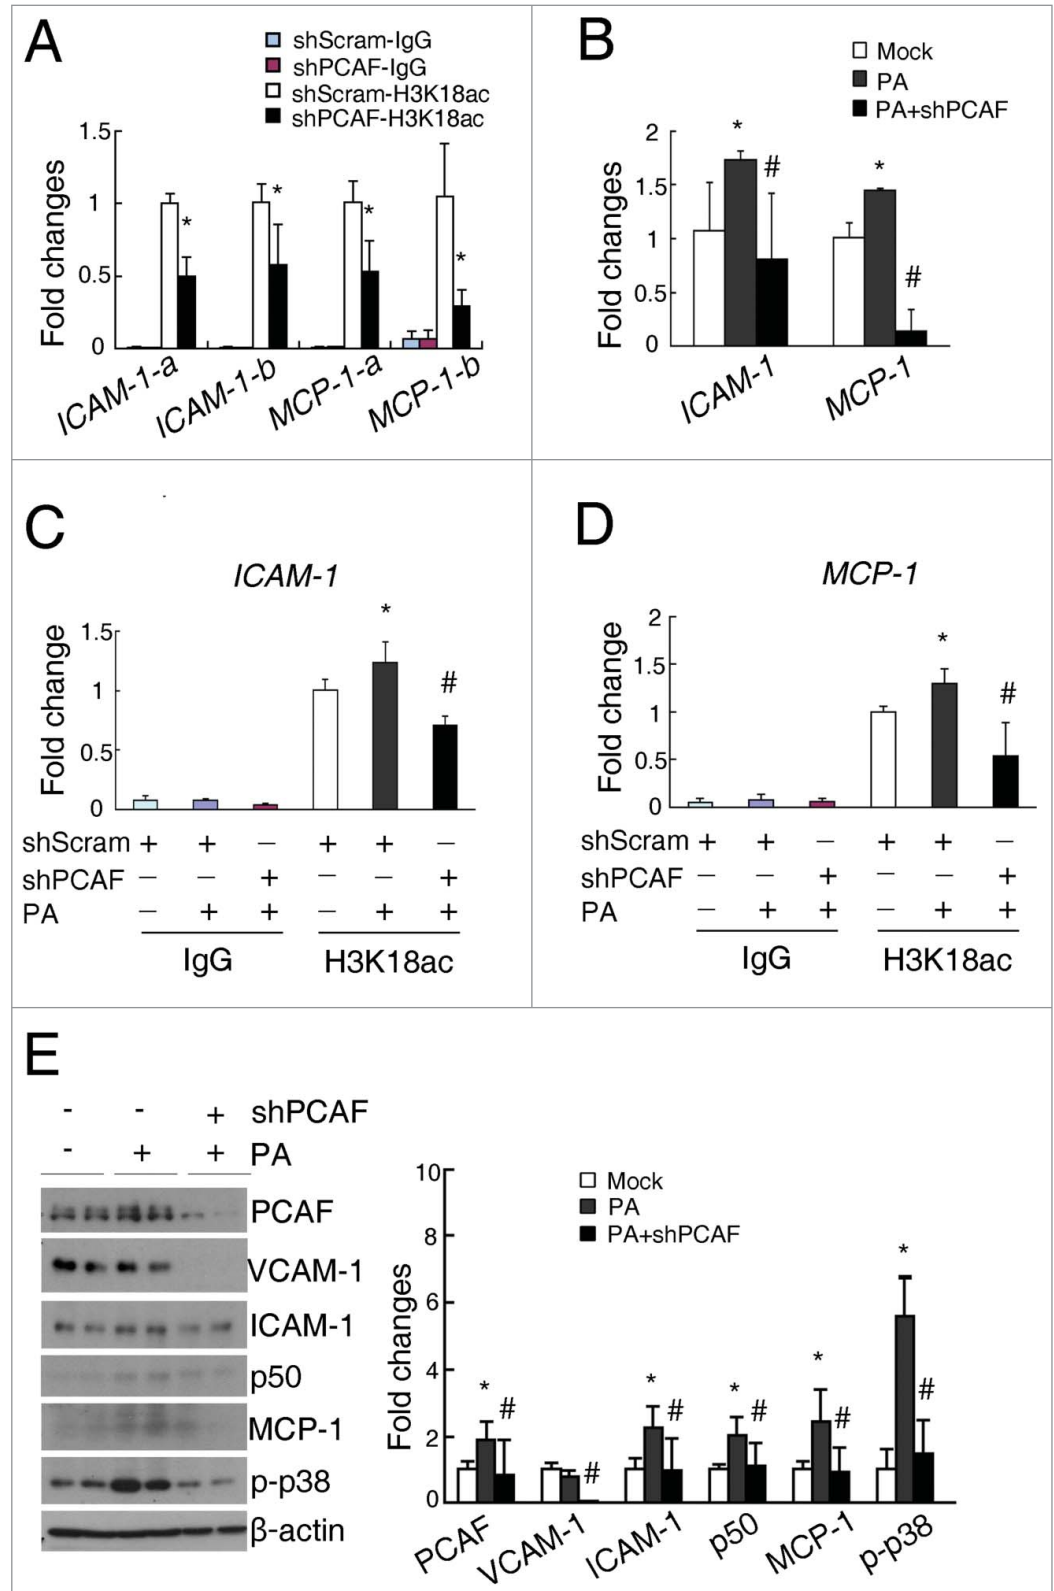 A
shScram-IgG
shPCAF-IgG
shScram-H3K18ac
shPCAF-H3K18ac
Fold changes
1.5
1
0.5
0
*
*
*
*
ICAM-1-a
ICAM-1-b
MCP-1-a
MCP-1-b
B
Mock
PA
PA+shPCAF
Fold changes
2
1.5
1
0.5
0
* #
* #
ICAM-1
MCP-1
C
ICAM-1
Fold change
1.5
1
0.5
0
* #
shScram + + – + + –
shPCAF – – + – – +
PA – + + – + +
IgG H3K18ac
D
MCP-1
Fold changes
2
1.5
1
0.5
0
* #
shScram + + – + + –
shPCAF – – + – – +
PA – + + – + +
IgG H3K18ac
E
- - + shPCAF
- + + PA
PCAF
VCAM-1
ICAM-1
p50
MCP-1
p-p38
β-actin
Mock
PA
PA+shPCAF
Fold changes
10
8
6
4
2
0
* #
#
* #
* #
* #
* #
PCAF
VCAM-1
ICAM-1
p50
MCP-1
p-p38